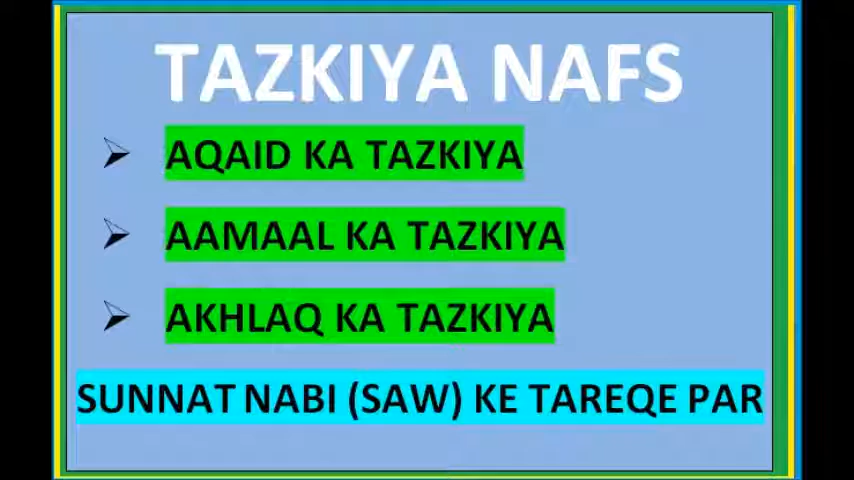 TAZKIYA NAFS
AQAID KA TAZKIYA
AAMAAL KA TAZKIYA
AKHLAQ KA TAZKIYA
SUNNAT NABI (SAW) KE TAREQE PAR